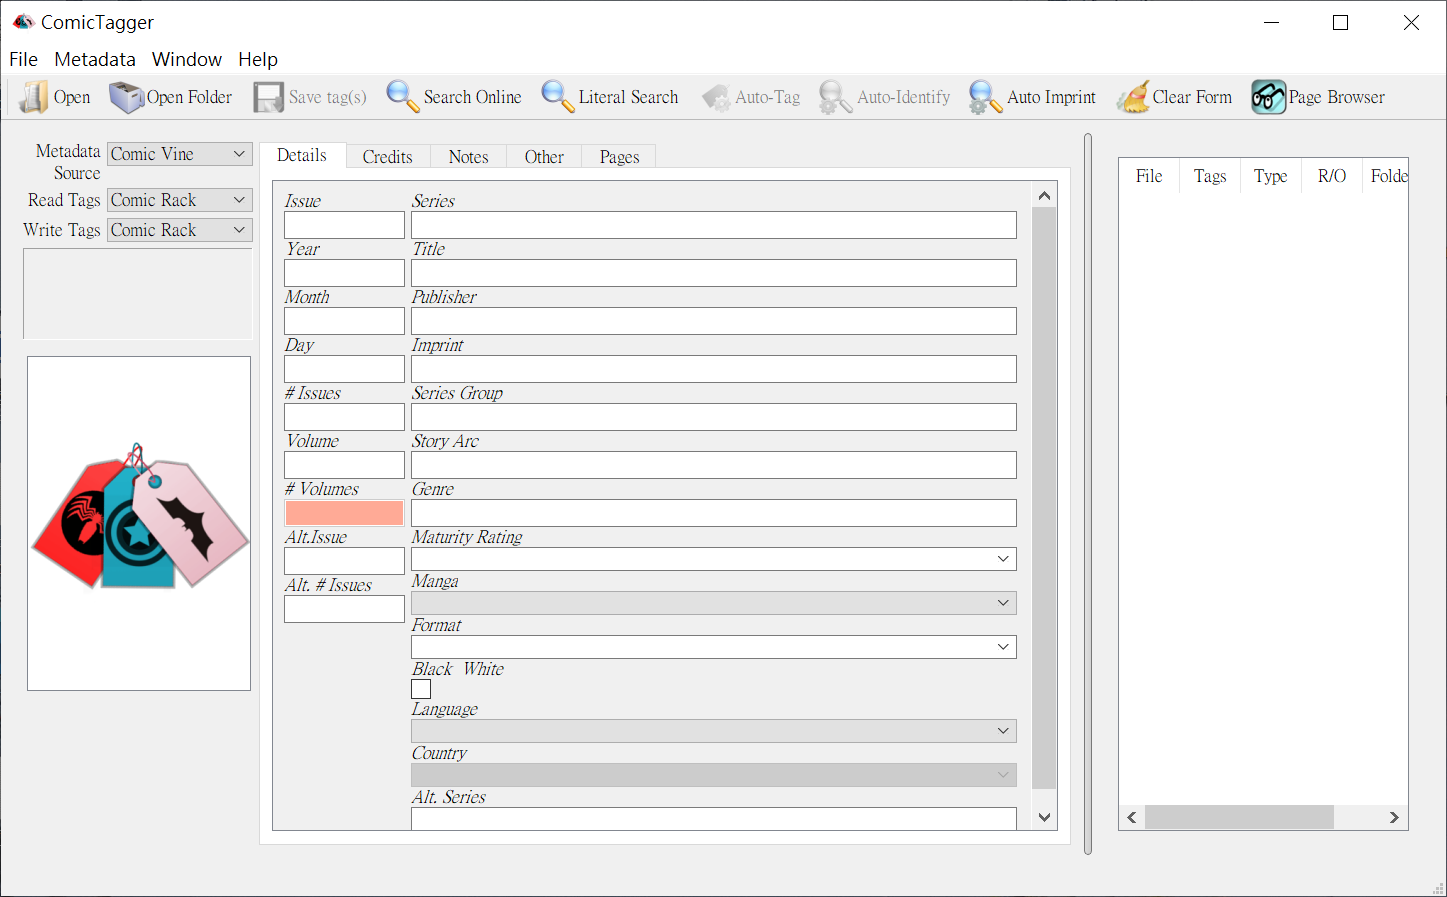 ComicTagger
File Metadata Window Help
Open Open Folder Save tag(s) Search Online Literal Search Auto-Tag Auto-Identify Auto Imprint Clear Form Page Browser
Metadata Source Comic Vine
Read Tags Comic Rack
Write Tags Comic Rack
Details Credits Notes Other Pages
Issue Series
Year Title
Month Publisher
Day Imprint
# Issues Series Group
Volume Story Arc
# Volumes Genre
Alt.Issue Maturity Rating
Alt. # Issues Manga
Format
Black White
Language
Country
Alt. Series
File Tags Type R/O Folde